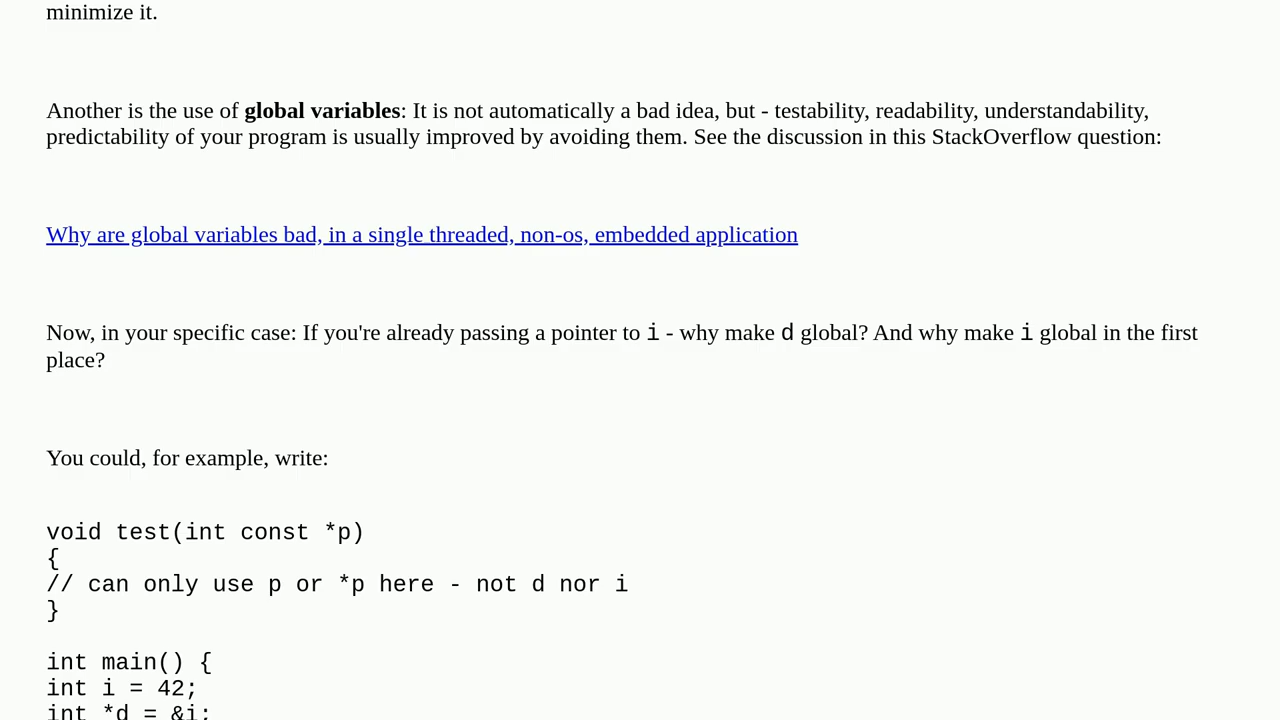 minimize it.
Another is the use of global variables: It is not automatically a bad idea, but - testability, readability, understandability,
predictability of your program is usually improved by avoiding them. See the discussion in this StackOverflow question:
Why are global variables bad, in a single threaded, non-os, embedded application
Now, in your specific case: If you're already passing a pointer to i - why make d global? And why make i global in the first
place?
You could, for example, write:
void test(int const *p)
{
// can only use p or *p here - not d nor i
}
int main() {
int i = 42;
int *d = &i;